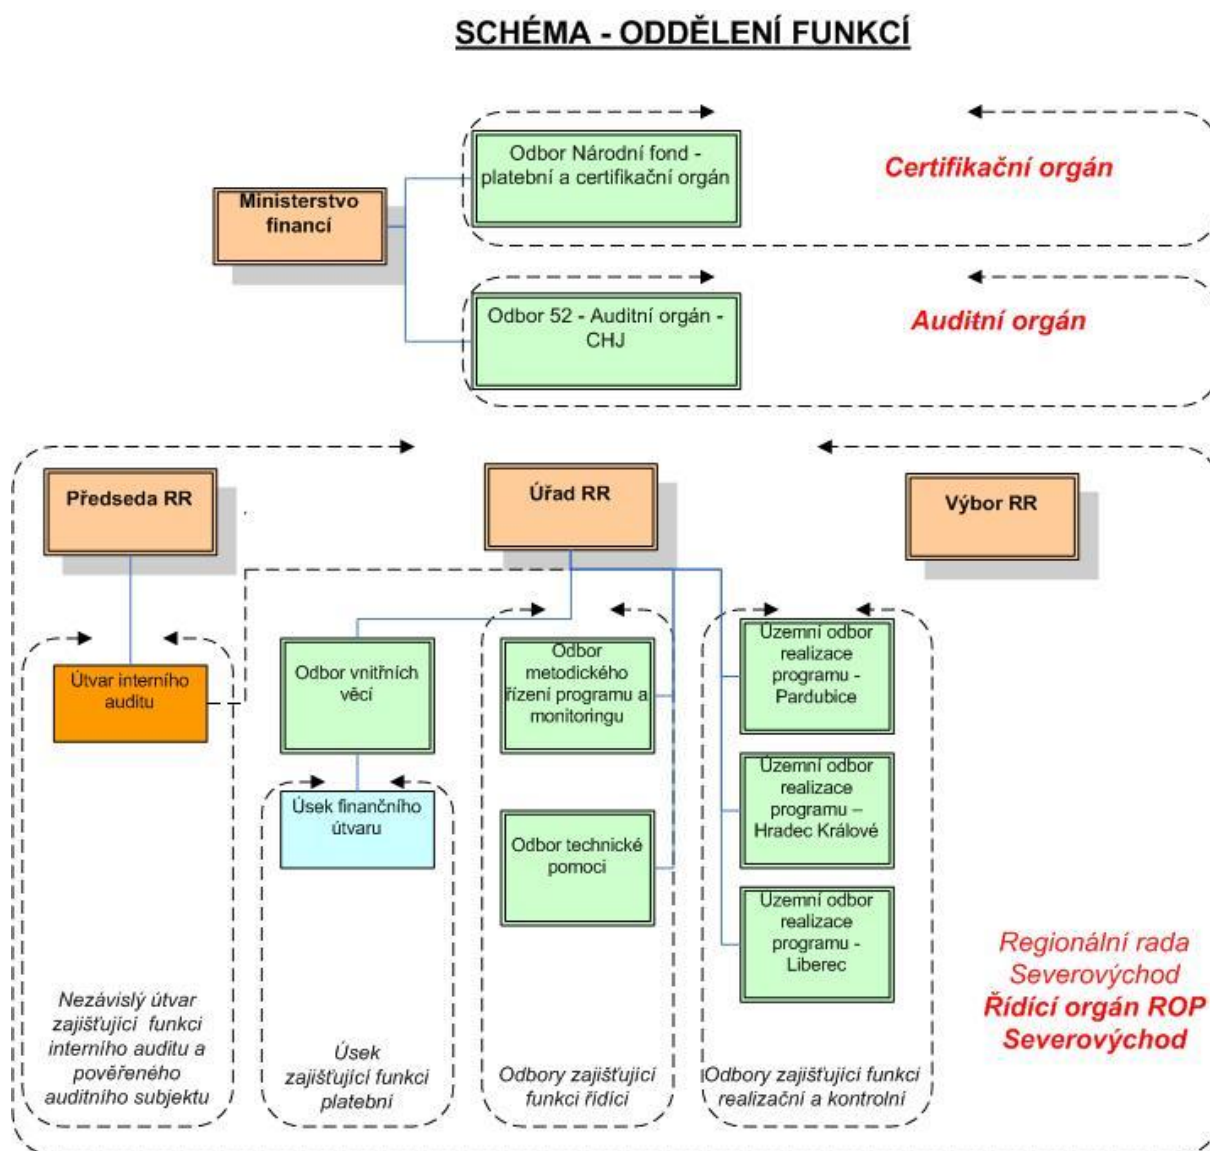 SCHÉMA - ODDĚLENÍ FUNKCÍ
Odbor Národní fond -
platební a certifikační orgán
Certifikační orgán
Ministerstvo
financí
Odbor 52 - Auditní orgán -
CHJ
Auditní orgán
Předseda RR
Úřad RR
Výbor RR
Útvar interního
auditu
Odbor vnitřních
věcí
Odbor
metodického
řízení programu a
monitoringu
Územní odbor
realizace
programu -
Pardubice
Úsek finančního
útvaru
Územní odbor
realizace
programu –
Hradec Králové
Odbor technické
pomoci
Územní odbor
realizace
programu -
Liberec
Regionální rada
Severovýchod
Řídící orgán ROP
Severovýchod
Nezávislý útvar
zajišťující funkci
interního auditu a
pověřeného
auditního subjektu
Úsek
zajišťující funkci
platební
Odbory zajišťující
funkci řídící
Odbory zajišťující funkci
realizační a kontrolní